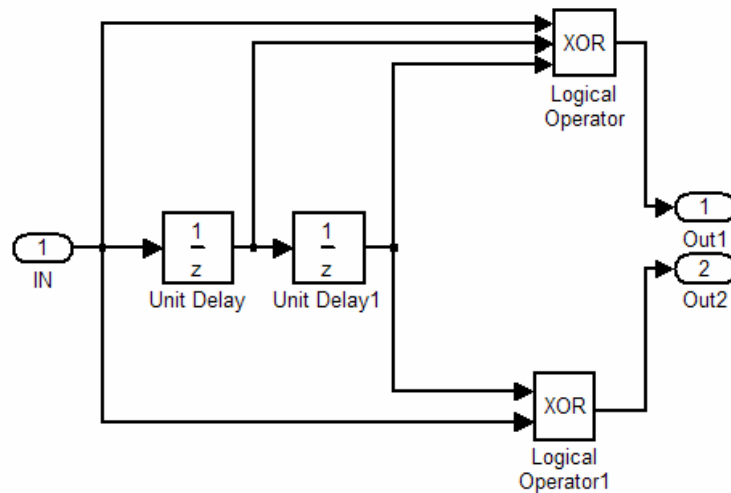 XOR
Logical
Operator
1
Out1
1
IN
1
z
Unit Delay
1
z
Unit Delay1
2
Out2
XOR
Logical
Operator1